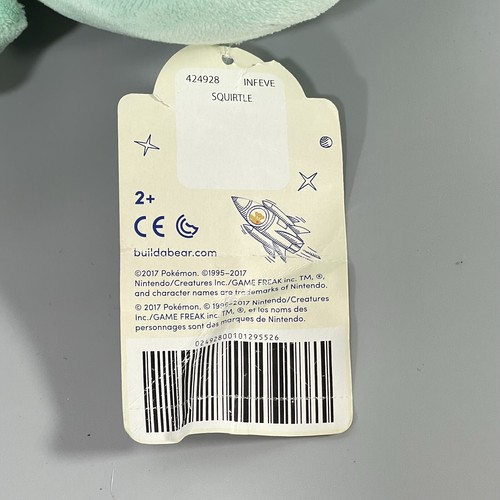 424928 INFEVE
SQUIRTLE
2+
CE
buildabear.com
©2017 Pokémon. ©1995-2017
Nintendo/Creatures Inc./GAME FREAK inc. TM, ®,
and character names are trademarks of Nintendo.
© 2017 Pokémon. © 1995-2017 Nintendo/Creatures
Inc./GAME FREAK inc. TM, ®, et les noms des
personnages sont des marques de Nintendo.
02492800101295526